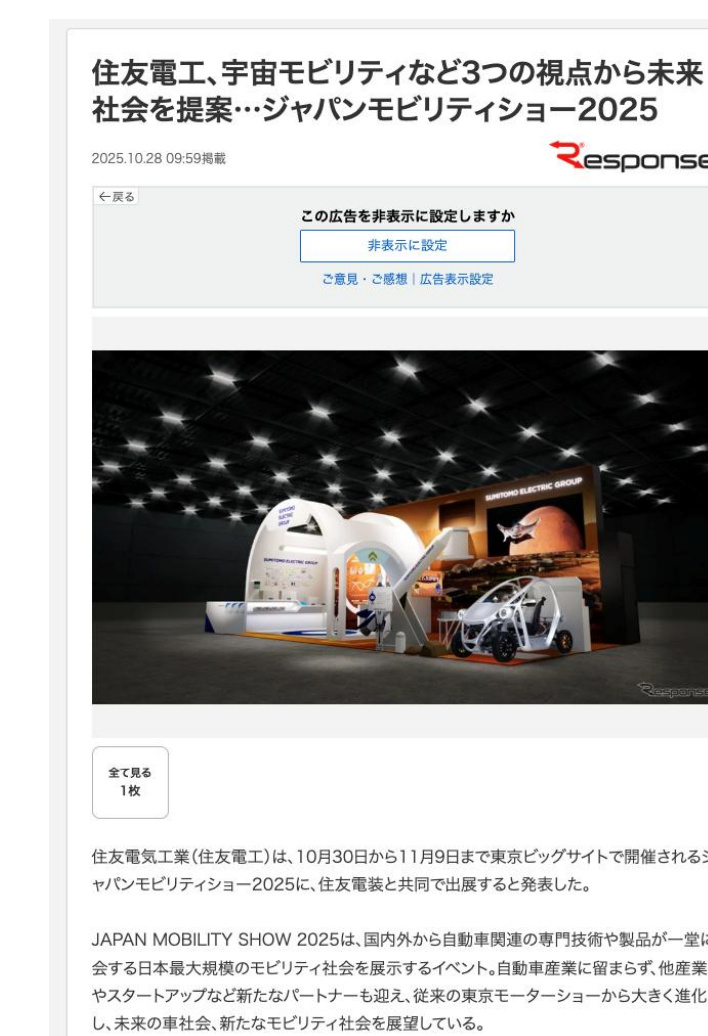 住友電工、宇宙モビリティなど3つの視点から未来
社会を提案…ジャパンモビリティショー2025
2025.10.28 09:59掲載
Response
←戻る
この広告を非表示に設定しますか
非表示に設定
ご意見・ご感想｜広告表示設定
SUMITOMO ELECTRIC GROUP
SUMITOMO
ELECTRIC
GROUP
SUMITOMO ELECTRIC GROUP
Response
全て見る
1枚
住友電気工業(住友電工)は、10月30日から11月9日まで東京ビッグサイトで開催されるジ
ャパンモビリティショー2025に、住友電装と共同で出展すると発表した。
JAPAN MOBILITY SHOW 2025は、国内外から自動車関連の専門技術や製品が一堂に
会する日本最大規模のモビリティ社会を展示するイベント。自動車産業に留まらず、他産業
やスタートアップなど新たなパートナーも迎え、従来の東京モーターショーから大きく進化
し、未来の車社会、新たなモビリティ社会を展望している。